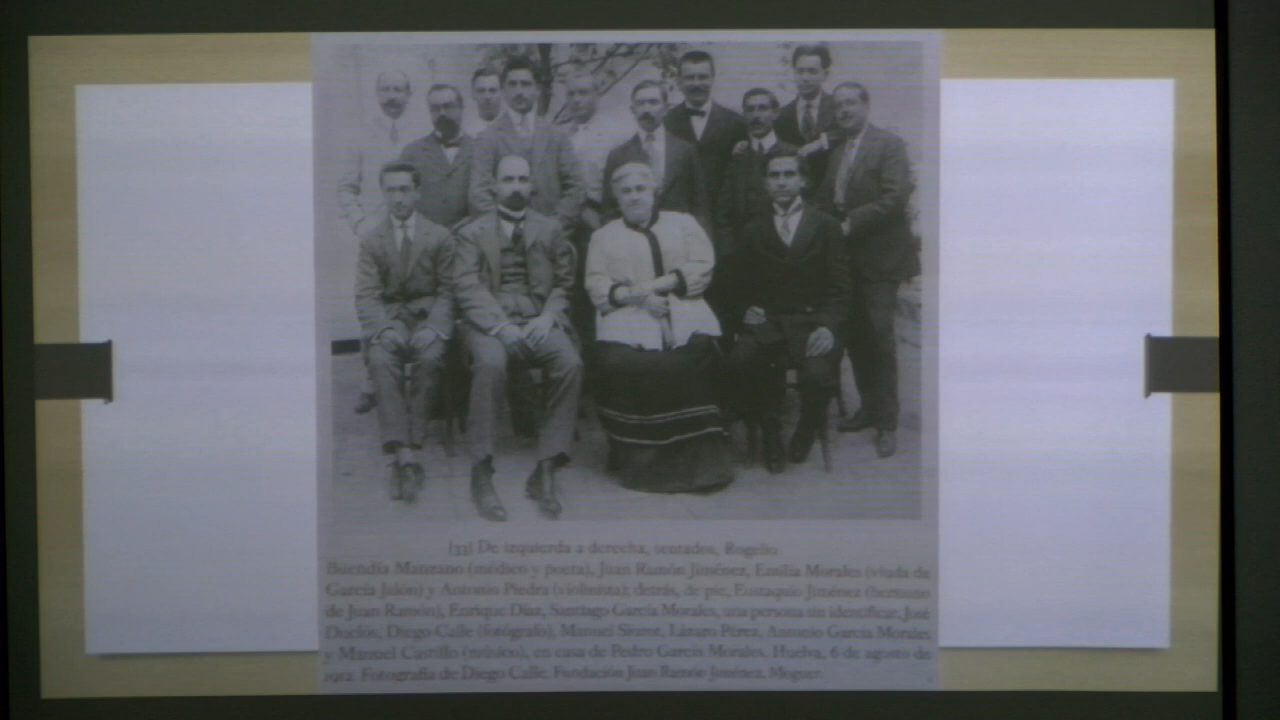 [33] De izquierda a derecha, sentados, Rogelio
Buendía Manzano (médico y poeta), Juan Ramón Jiménez, Emilia Morales (viuda de
García Jalón) y Antonio Piedra (violinista); detrás, de pie, Eustaquio Jiménez (hermano
de Juan Ramón), Enrique Díaz, Santiago García Morales, una persona sin identificar, José
Duclós, Diego Calle (fotógrafo), Manuel Siurot, Lázaro Pérez, Antonio García Morales
y Manuel Castillo (músico), en casa de Pedro García Morales. Huelva, 6 de agosto de
1912. Fotografía de Diego Calle. Fundación Juan Ramón Jiménez, Moguer.